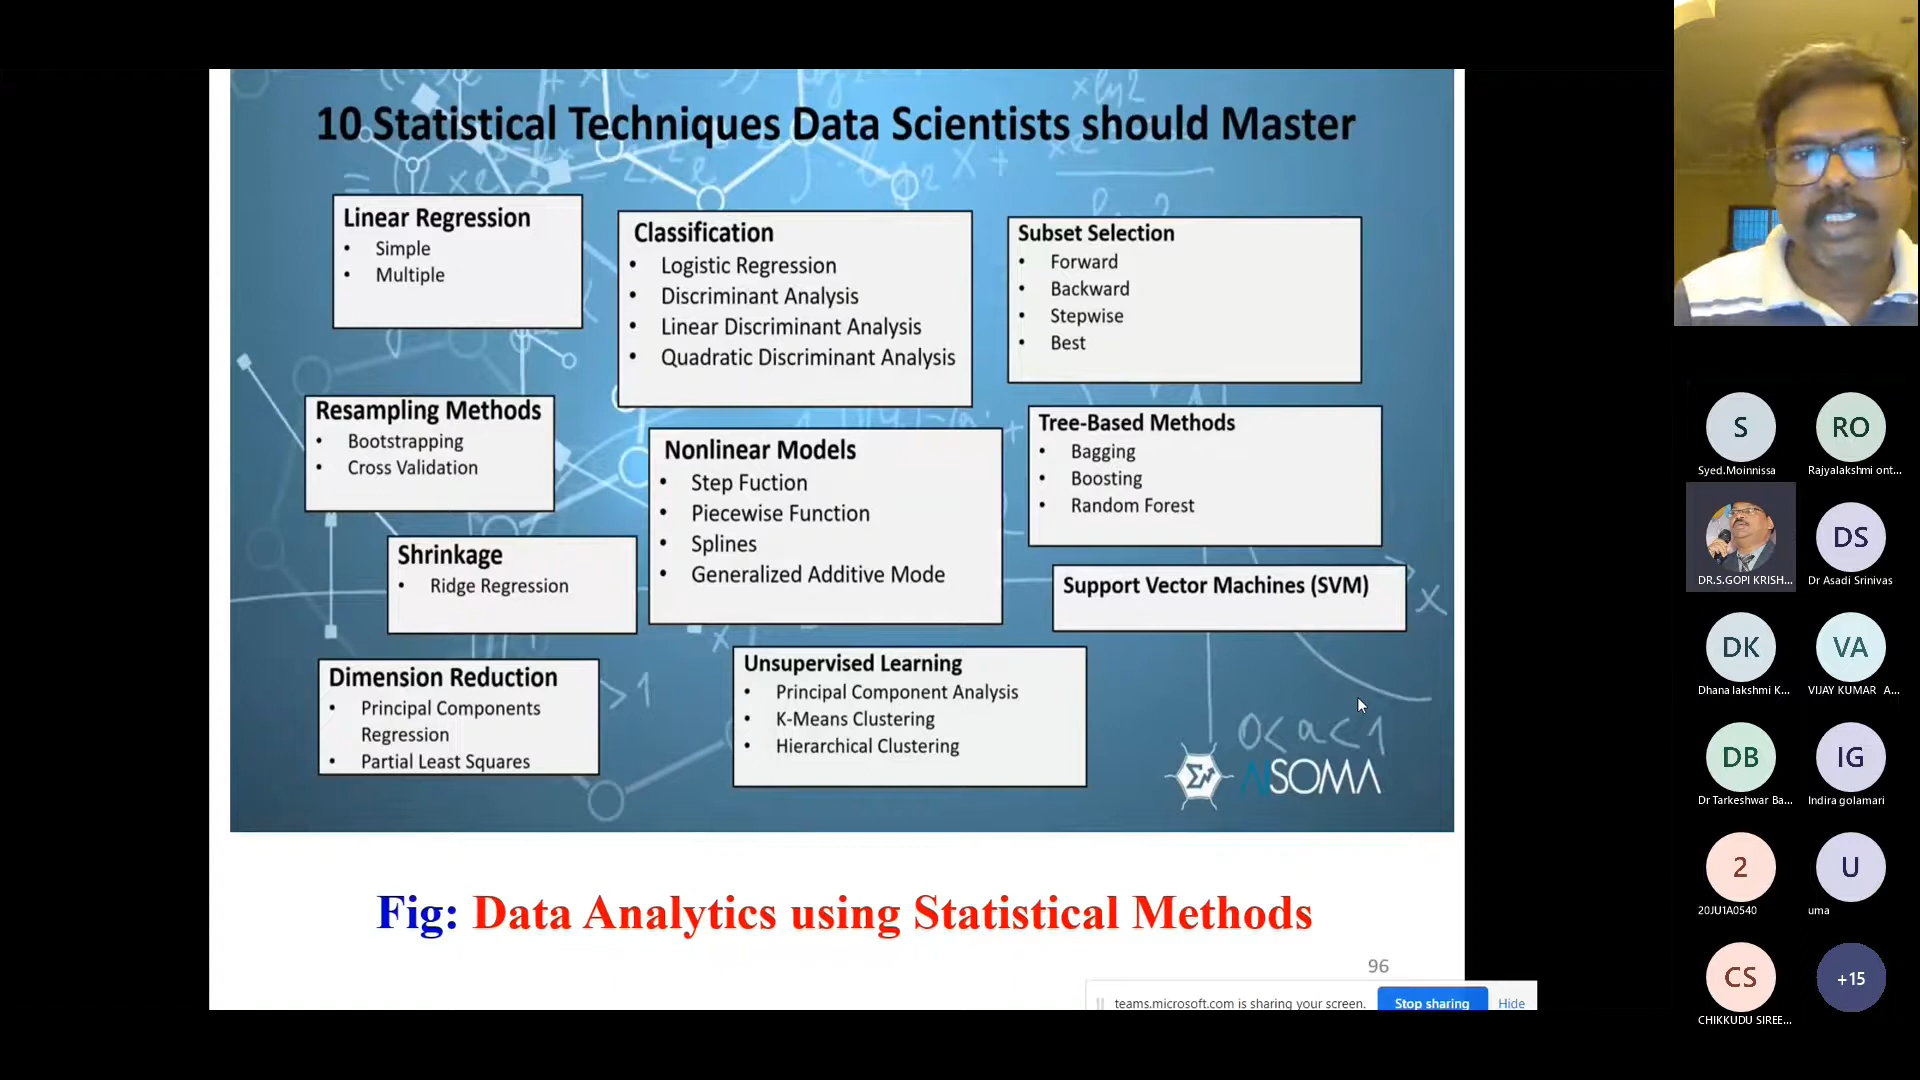 10 Statistical Techniques Data Scientists should Master
Linear Regression
• Simple
• Multiple
Classification
• Logistic Regression
• Discriminant Analysis
• Linear Discriminant Analysis
• Quadratic Discriminant Analysis
Subset Selection
• Forward
• Backward
• Stepwise
• Best
Resampling Methods
• Bootstrapping
• Cross Validation
Nonlinear Models
• Step Fuction
• Piecewise Function
• Splines
• Generalized Additive Mode
Tree-Based Methods
• Bagging
• Boosting
• Random Forest
Shrinkage
• Ridge Regression
Support Vector Machines (SVM)
Dimension Reduction
• Principal Components
Regression
• Partial Least Squares
Unsupervised Learning
• Principal Component Analysis
• K-Means Clustering
• Hierarchical Clustering
0<a<1
AISOMA
Fig: Data Analytics using Statistical Methods
96
teams.microsoft.com is sharing your screen.
Stop sharing
Hide
S
Syed.Moinnissa
RO
Rajyalakshmi ont...
DR.S.GOPI KRISH...
DS
Dr Asadi Srinivas
DK
Dhana lakshmi K...
VA
VIJAY KUMAR A...
DB
Dr Tarkeshwar Ba...
IG
Indira golamari
2
20JU1A0540
U
uma
CS
CHIKKUDU SIREE...
+15